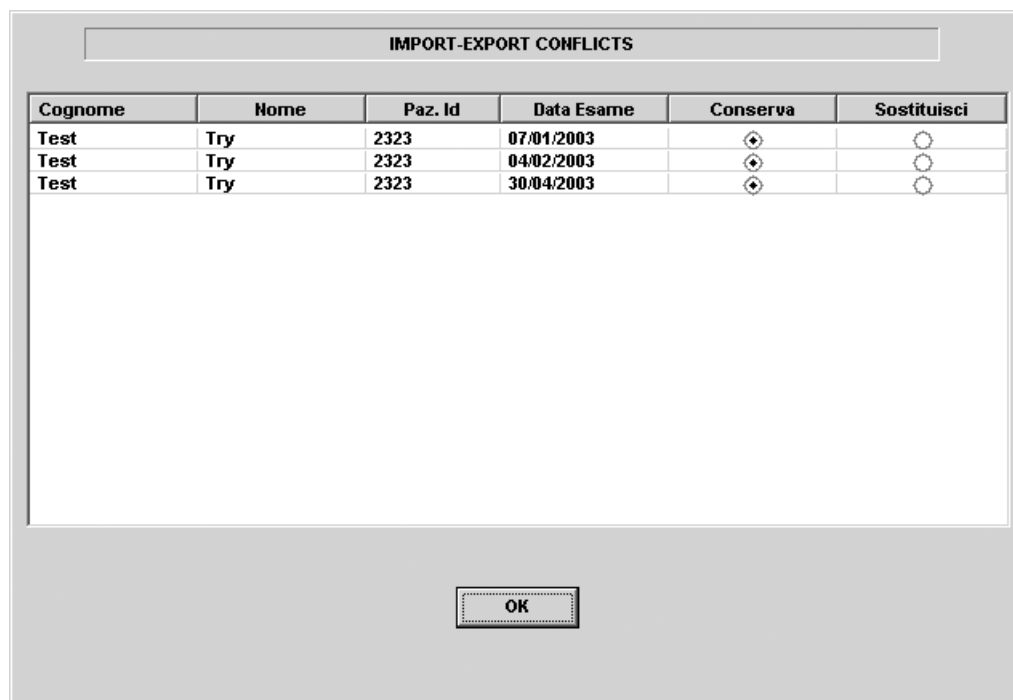 IMPORT-EXPORT CONFLICTS
Cognome Nome Paz. Id Data Esame Conserva Sostituisci
Test Try 2323 07/01/2003
Test Try 2323 04/02/2003
Test Try 2323 30/04/2003
OK